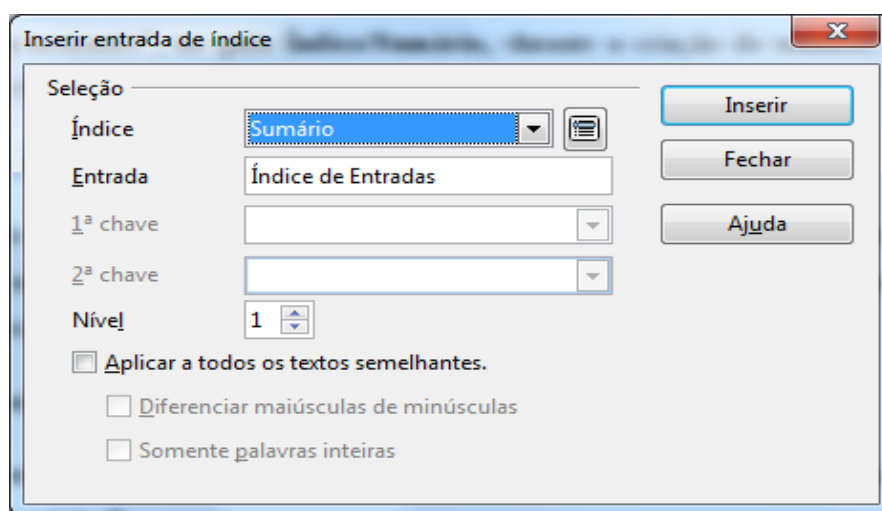 Inserir entrada de índice
Seleção
Índice Sumário
Entrada Índice de Entradas
1ª chave
2ª chave
Nível 1
Aplicar a todos os textos semelhantes.
Diferenciar maiúsculas de minúsculas
Somente palavras inteiras
Inserir
Fechar
Ajuda